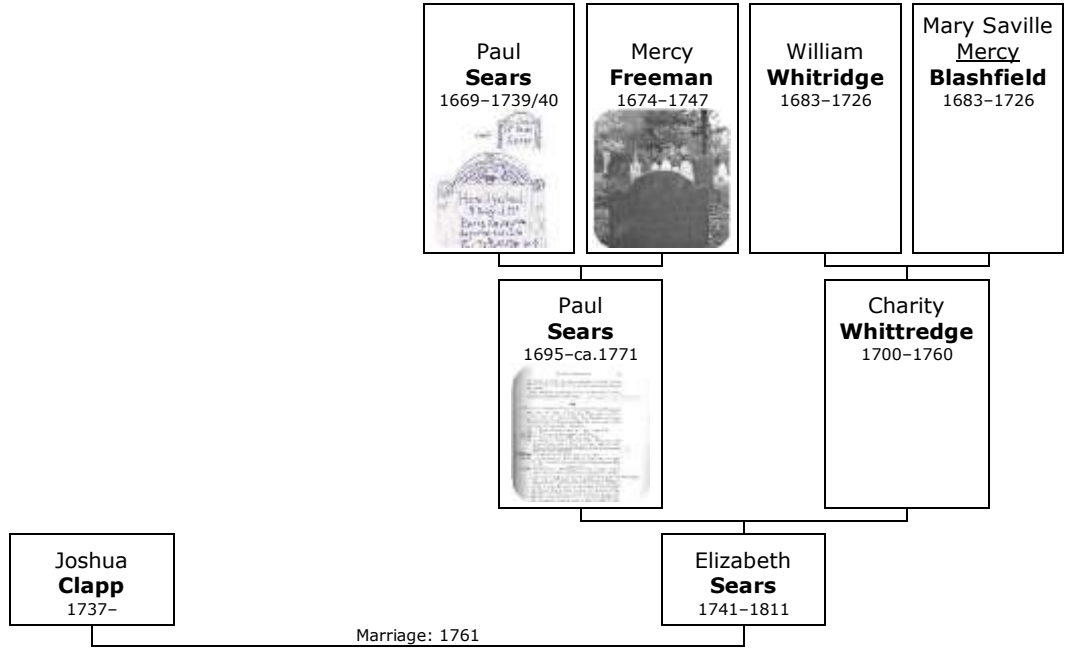 Paul
Sears
1669–1739/40
Mercy
Freeman
1674–1747
William
Whitridge
1683–1726
Mary Saville
Mercy
Blashfield
1683–1726
Paul
Sears
1695–ca.1771
Charity
Whittredge
1700–1760
Joshua
Clapp
1737–
Elizabeth
Sears
1741–1811
Marriage: 1761